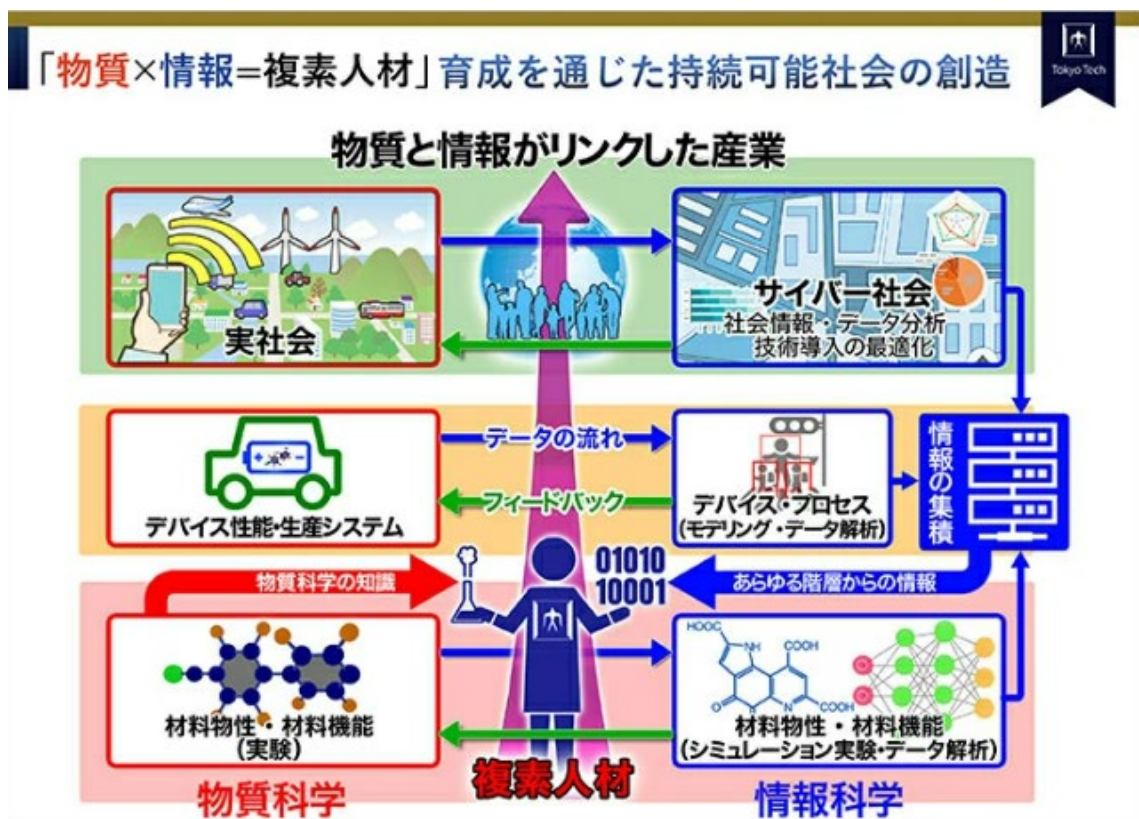 「物質×情報=複素人材」育成を通じた持続可能社会の創造
Tokyo Tech
物質と情報がリンクした産業
実社会
サイバー社会
社会情報・データ分析
技術導入の最適化
データの流れ
フィードバック
デバイス性能・生産システム
デバイス・プロセス
(モデリング・データ解析)
情報の集積
物質科学の知識
01010
10001
あらゆる階層からの情報
材料物性・材料機能
(実験)
HOOC
NH
COOH
O
N
N
COOH
材料物性・材料機能
(シミュレーション実験・データ解析)
複素人材
物質科学
情報科学